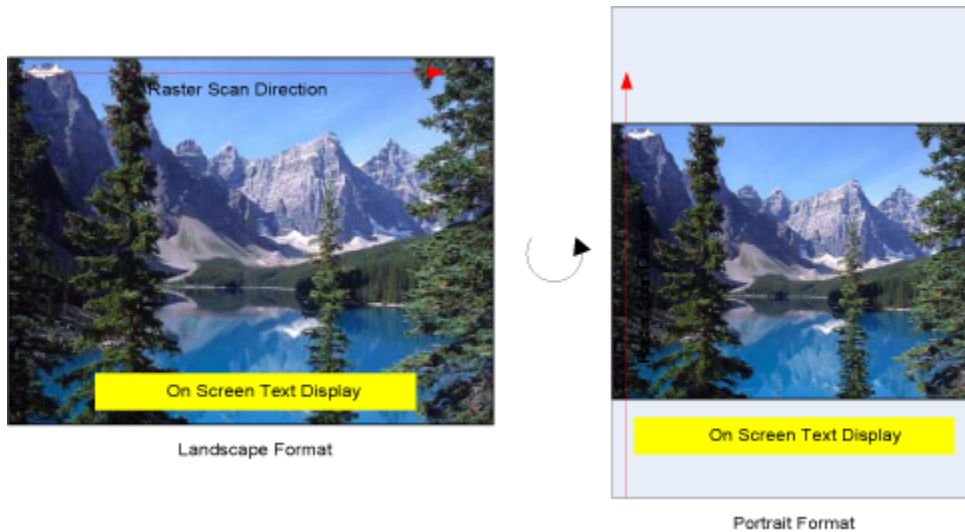 Raster Scan Direction
On Screen Text Display
Landscape Format
On Screen Text Display
Portrait Format